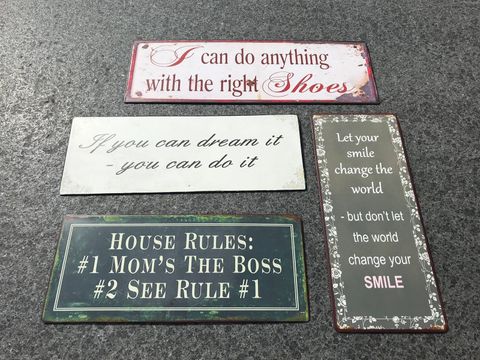 I can do anything
with the right Shoes
If you can dream it
- you can do it
Let your
smile
change the
world
- but don't let
the world
change your
SMILE
HOUSE RULES:
#1 MOM'S THE BOSS
#2 SEE RULE #1